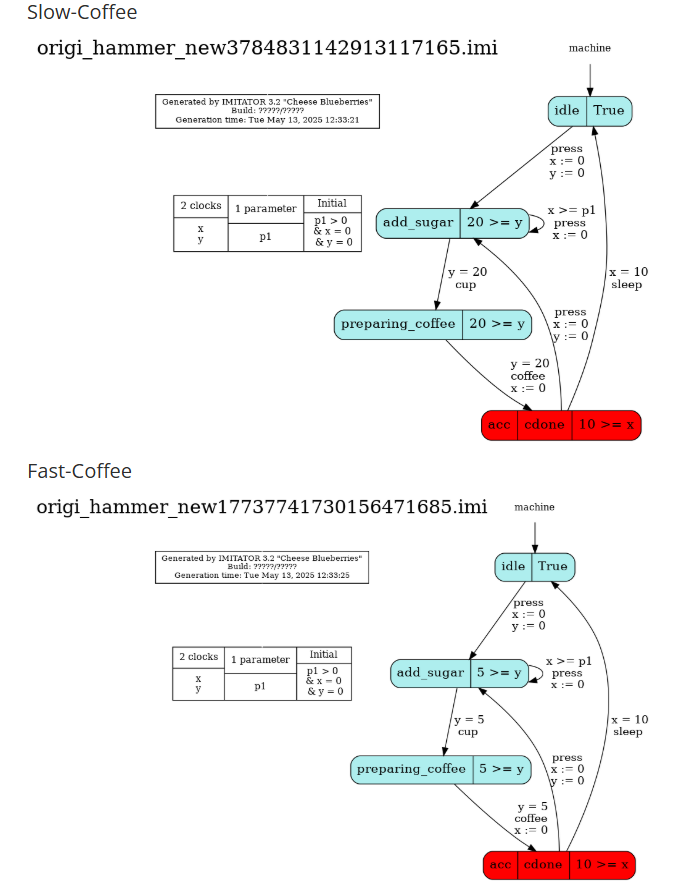 Slow-Coffee
origi_hammer_new3784831142913117165.imi
machine
Generated by IMITATOR 3.2 "Cheese Blueberries"
Build: ?????/?????
Generation time: Tue May 13, 2025 12:33:21
idle True
press
x := 0
y := 0
2 clocks
x
y
1 parameter
p1
Initial
p1 > 0
& x = 0
& y = 0
add_sugar 20 >= y
x >= p1
press
x := 0
y = 20
cup
x = 10
sleep
preparing_coffee 20 >= y
press
x := 0
y := 0
y = 20
coffee
x := 0
acc cdone 10 >= x
Fast-Coffee
origi_hammer_new17737741730156471685.imi
machine
Generated by IMITATOR 3.2 "Cheese Blueberries"
Build: ?????/?????
Generation time: Tue May 13, 2025 12:33:25
idle True
press
x := 0
y := 0
2 clocks
x
y
1 parameter
p1
Initial
p1 > 0
& x = 0
& y = 0
add_sugar 5 >= y
x >= p1
press
x := 0
y = 5
cup
x = 10
sleep
preparing_coffee 5 >= y
press
x := 0
y := 0
y = 5
coffee
x := 0
acc cdone 10 >= x